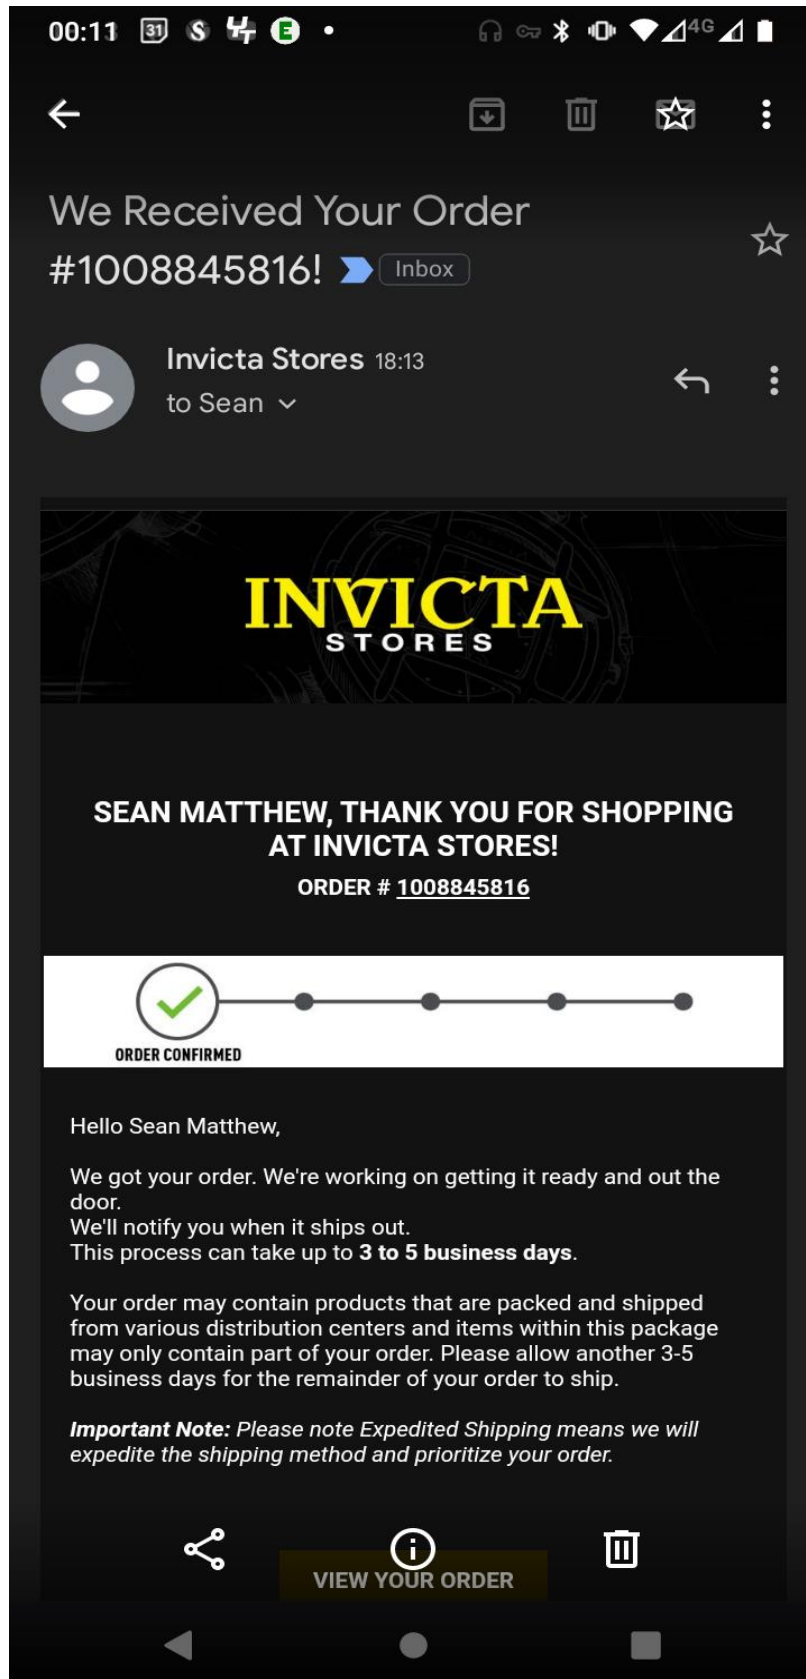 00:11
31
4G
We Received Your Order
#1008845816! Inbox
Invicta Stores 18:13
to Sean
INVICTA
STORES
SEAN MATTHEW, THANK YOU FOR SHOPPING
AT INVICTA STORES!
ORDER # 1008845816
ORDER CONFIRMED
Hello Sean Matthew,
We got your order. We're working on getting it ready and out the
door.
We'll notify you when it ships out.
This process can take up to 3 to 5 business days.
Your order may contain products that are packed and shipped
from various distribution centers and items within this package
may only contain part of your order. Please allow another 3-5
business days for the remainder of your order to ship.
Important Note: Please note Expedited Shipping means we will
expedite the shipping method and prioritize your order.
VIEW YOUR ORDER